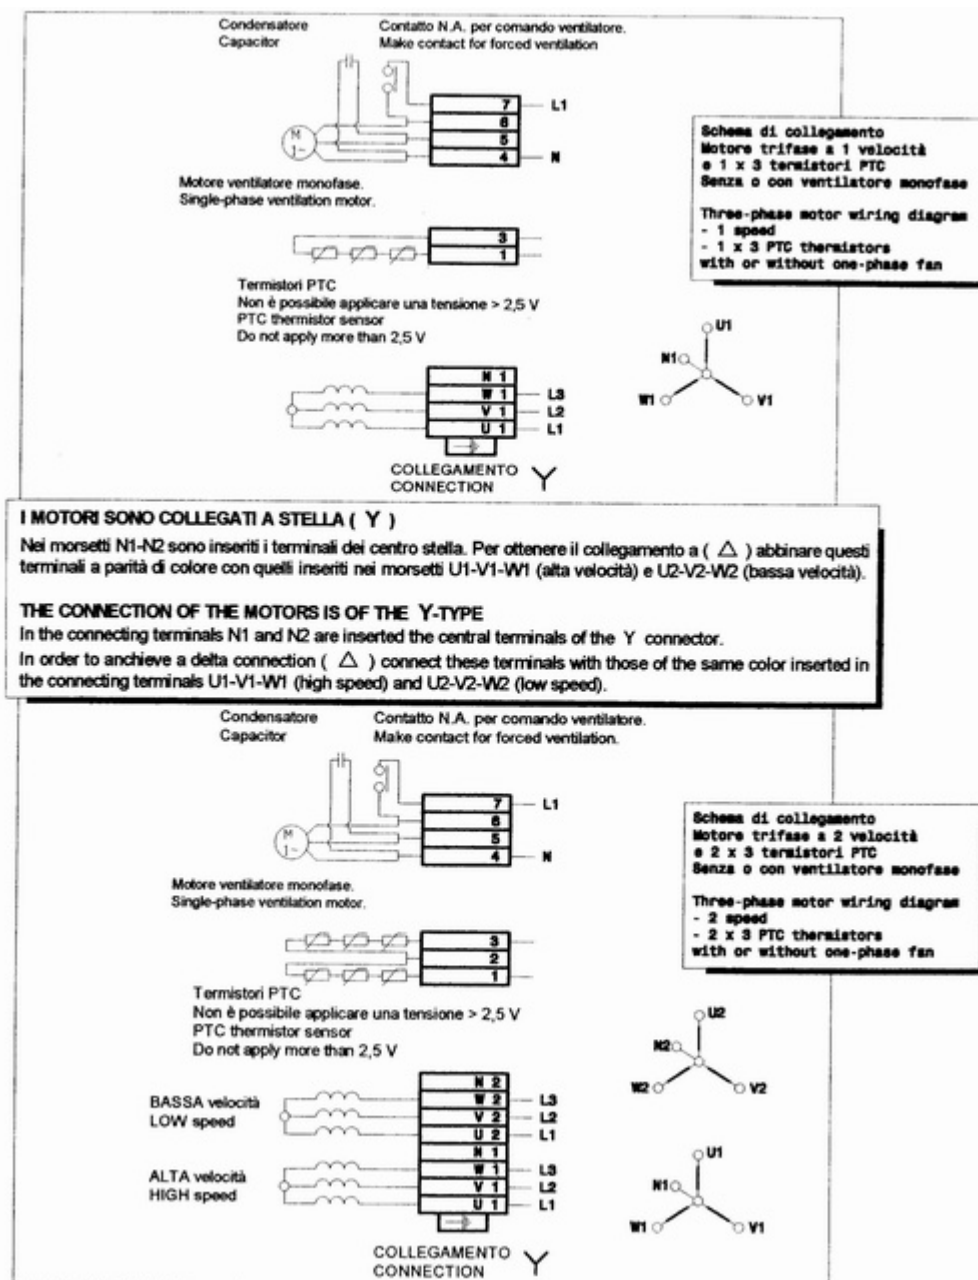 Condensatore
Capacitor
Contatto N.A. per comando ventilatore.
Make contact for forced ventilation
7 L1
6
5
4 N
M
1~
Motore ventilatore monofase.
Single-phase ventilation motor.
Schema di collegamento
Motore trifase a 1 velocità
e 1 x 3 termistori PTC
Senza o con ventilatore monofase
Three-phase motor wiring diagram
- 1 speed
- 1 x 3 PTC thermistors
with or without one-phase fan
3
1
Termistori PTC
Non è possibile applicare una tensione > 2,5 V
PTC thermistor sensor
Do not apply more than 2,5 V
U1
N1
W1
V1
N 1
W 1 L3
V 1 L2
U 1 L1
COLLEGAMENTO
CONNECTION Y
I MOTORI SONO COLLEGATI A STELLA ( Y )
Nei morsetti N1-N2 sono inseriti i terminali dei centro stella. Per ottenere il collegamento a ( △ ) abbinare questi
terminali a parità di colore con quelli inseriti nei morsetti U1-V1-W1 (alta velocità) e U2-V2-W2 (bassa velocità).
THE CONNECTION OF THE MOTORS IS OF THE Y-TYPE
In the connecting terminals N1 and N2 are inserted the central terminals of the Y connector.
In order to anchieve a delta connection ( △ ) connect these terminals with those of the same color inserted in
the connecting terminals U1-V1-W1 (high speed) and U2-V2-W2 (low speed).
Condensatore
Capacitor
Contatto N.A. per comando ventilatore.
Make contact for forced ventilation.
7 L1
6
5
4 N
M
1~
Motore ventilatore monofase.
Single-phase ventilation motor.
Schema di collegamento
Motore trifase a 2 velocità
e 2 x 3 termistori PTC
Senza o con ventilatore monofase
Three-phase motor wiring diagram
- 2 speed
- 2 x 3 PTC thermistors
with or without one-phase fan
3
2
1
Termistori PTC
Non è possibile applicare una tensione > 2,5 V
PTC thermistor sensor
Do not apply more than 2,5 V
U2
N2
W2
V2
BASSA velocità
LOW speed
N 2
W 2 L3
V 2 L2
U 2 L1
ALTA velocità
HIGH speed
N 1
W 1 L3
V 1 L2
U 1 L1
U1
N1
W1
V1
COLLEGAMENTO
CONNECTION Y